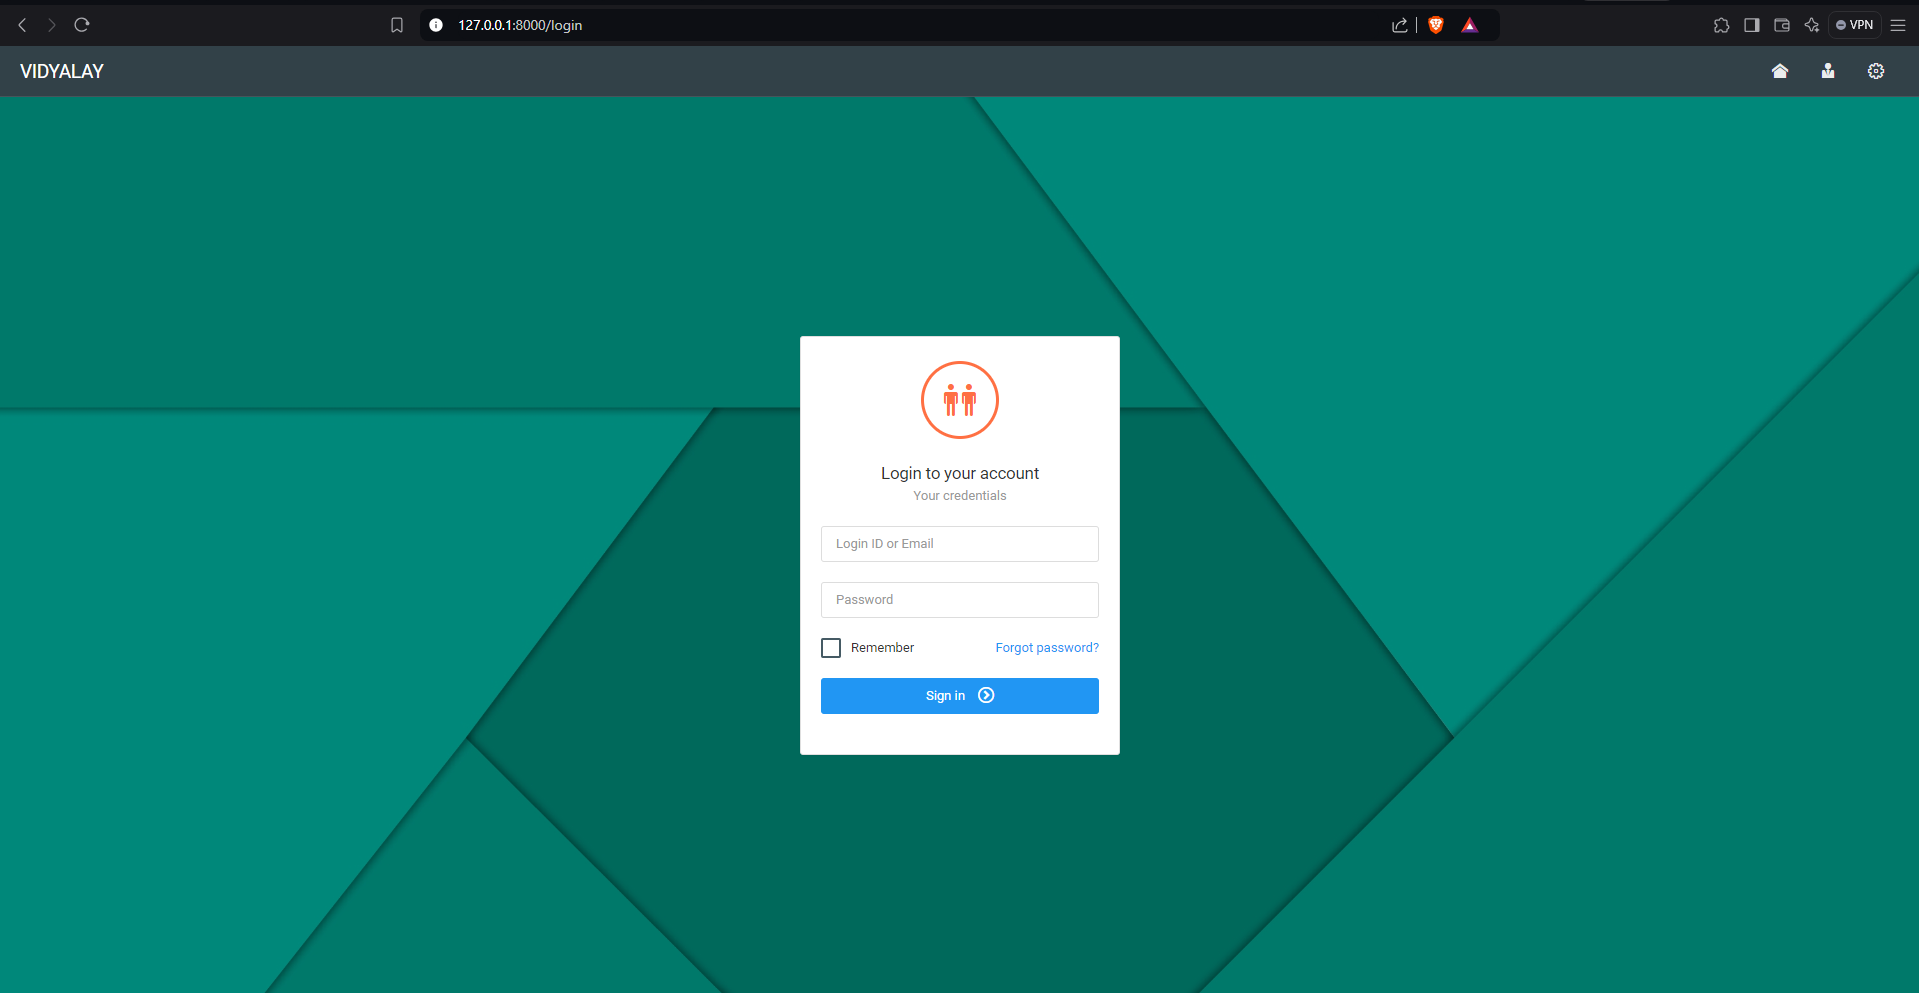 127.0.0.1:8000/login
VPN
VIDYALAY
Login to your account
Your credentials
Login ID or Email
Password
Remember
Forgot password?
Sign in